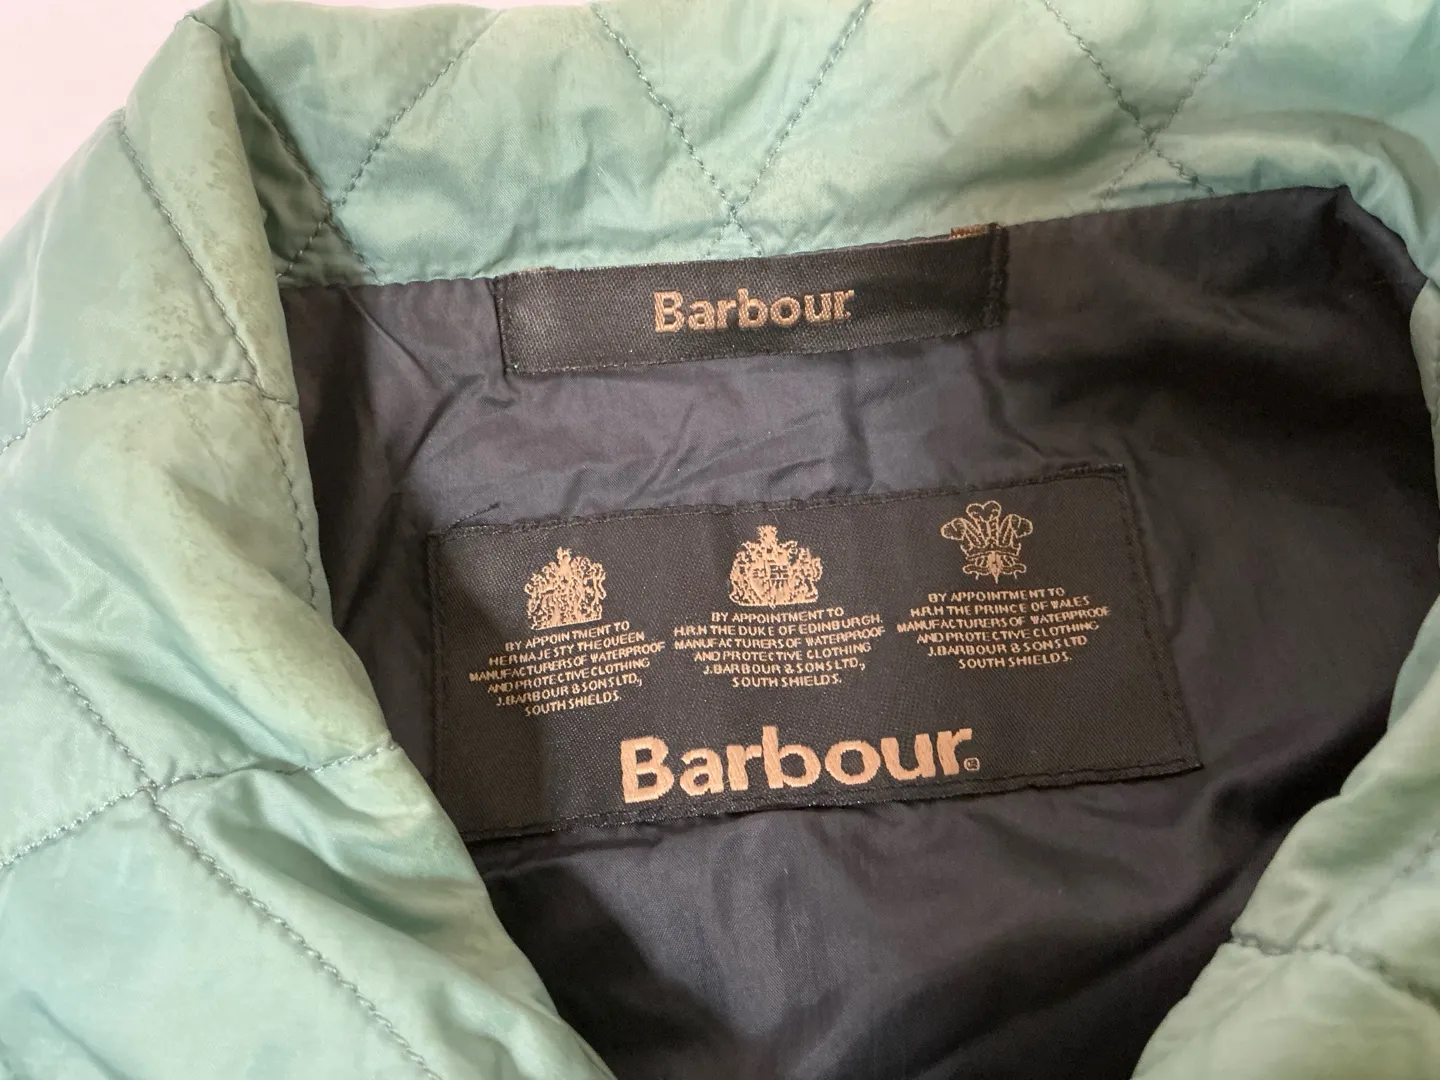 Barbour
BY APPOINTMENT TO
HER MAJESTY THE QUEEN
MANUFACTURERS OF WATERPROOF
AND PROTECTIVE CLOTHING
J.BARBOUR & SONS LTD.,
SOUTH SHIELDS.
BY APPOINTMENT TO
H.R.H THE DUKE OF EDINBURGH.
MANUFACTURERS OF WATERPROOF
AND PROTECTIVE CLOTHING
J.BARBOUR & SONS LTD.,
SOUTH SHIELDS.
BY APPOINTMENT TO
H.R.H THE PRINCE OF WALES
MANUFACTURERS OF WATERPROOF
AND PROTECTIVE CLOTHING
J.BARBOUR & SONS LTD
SOUTH SHIELDS.
Barbour®